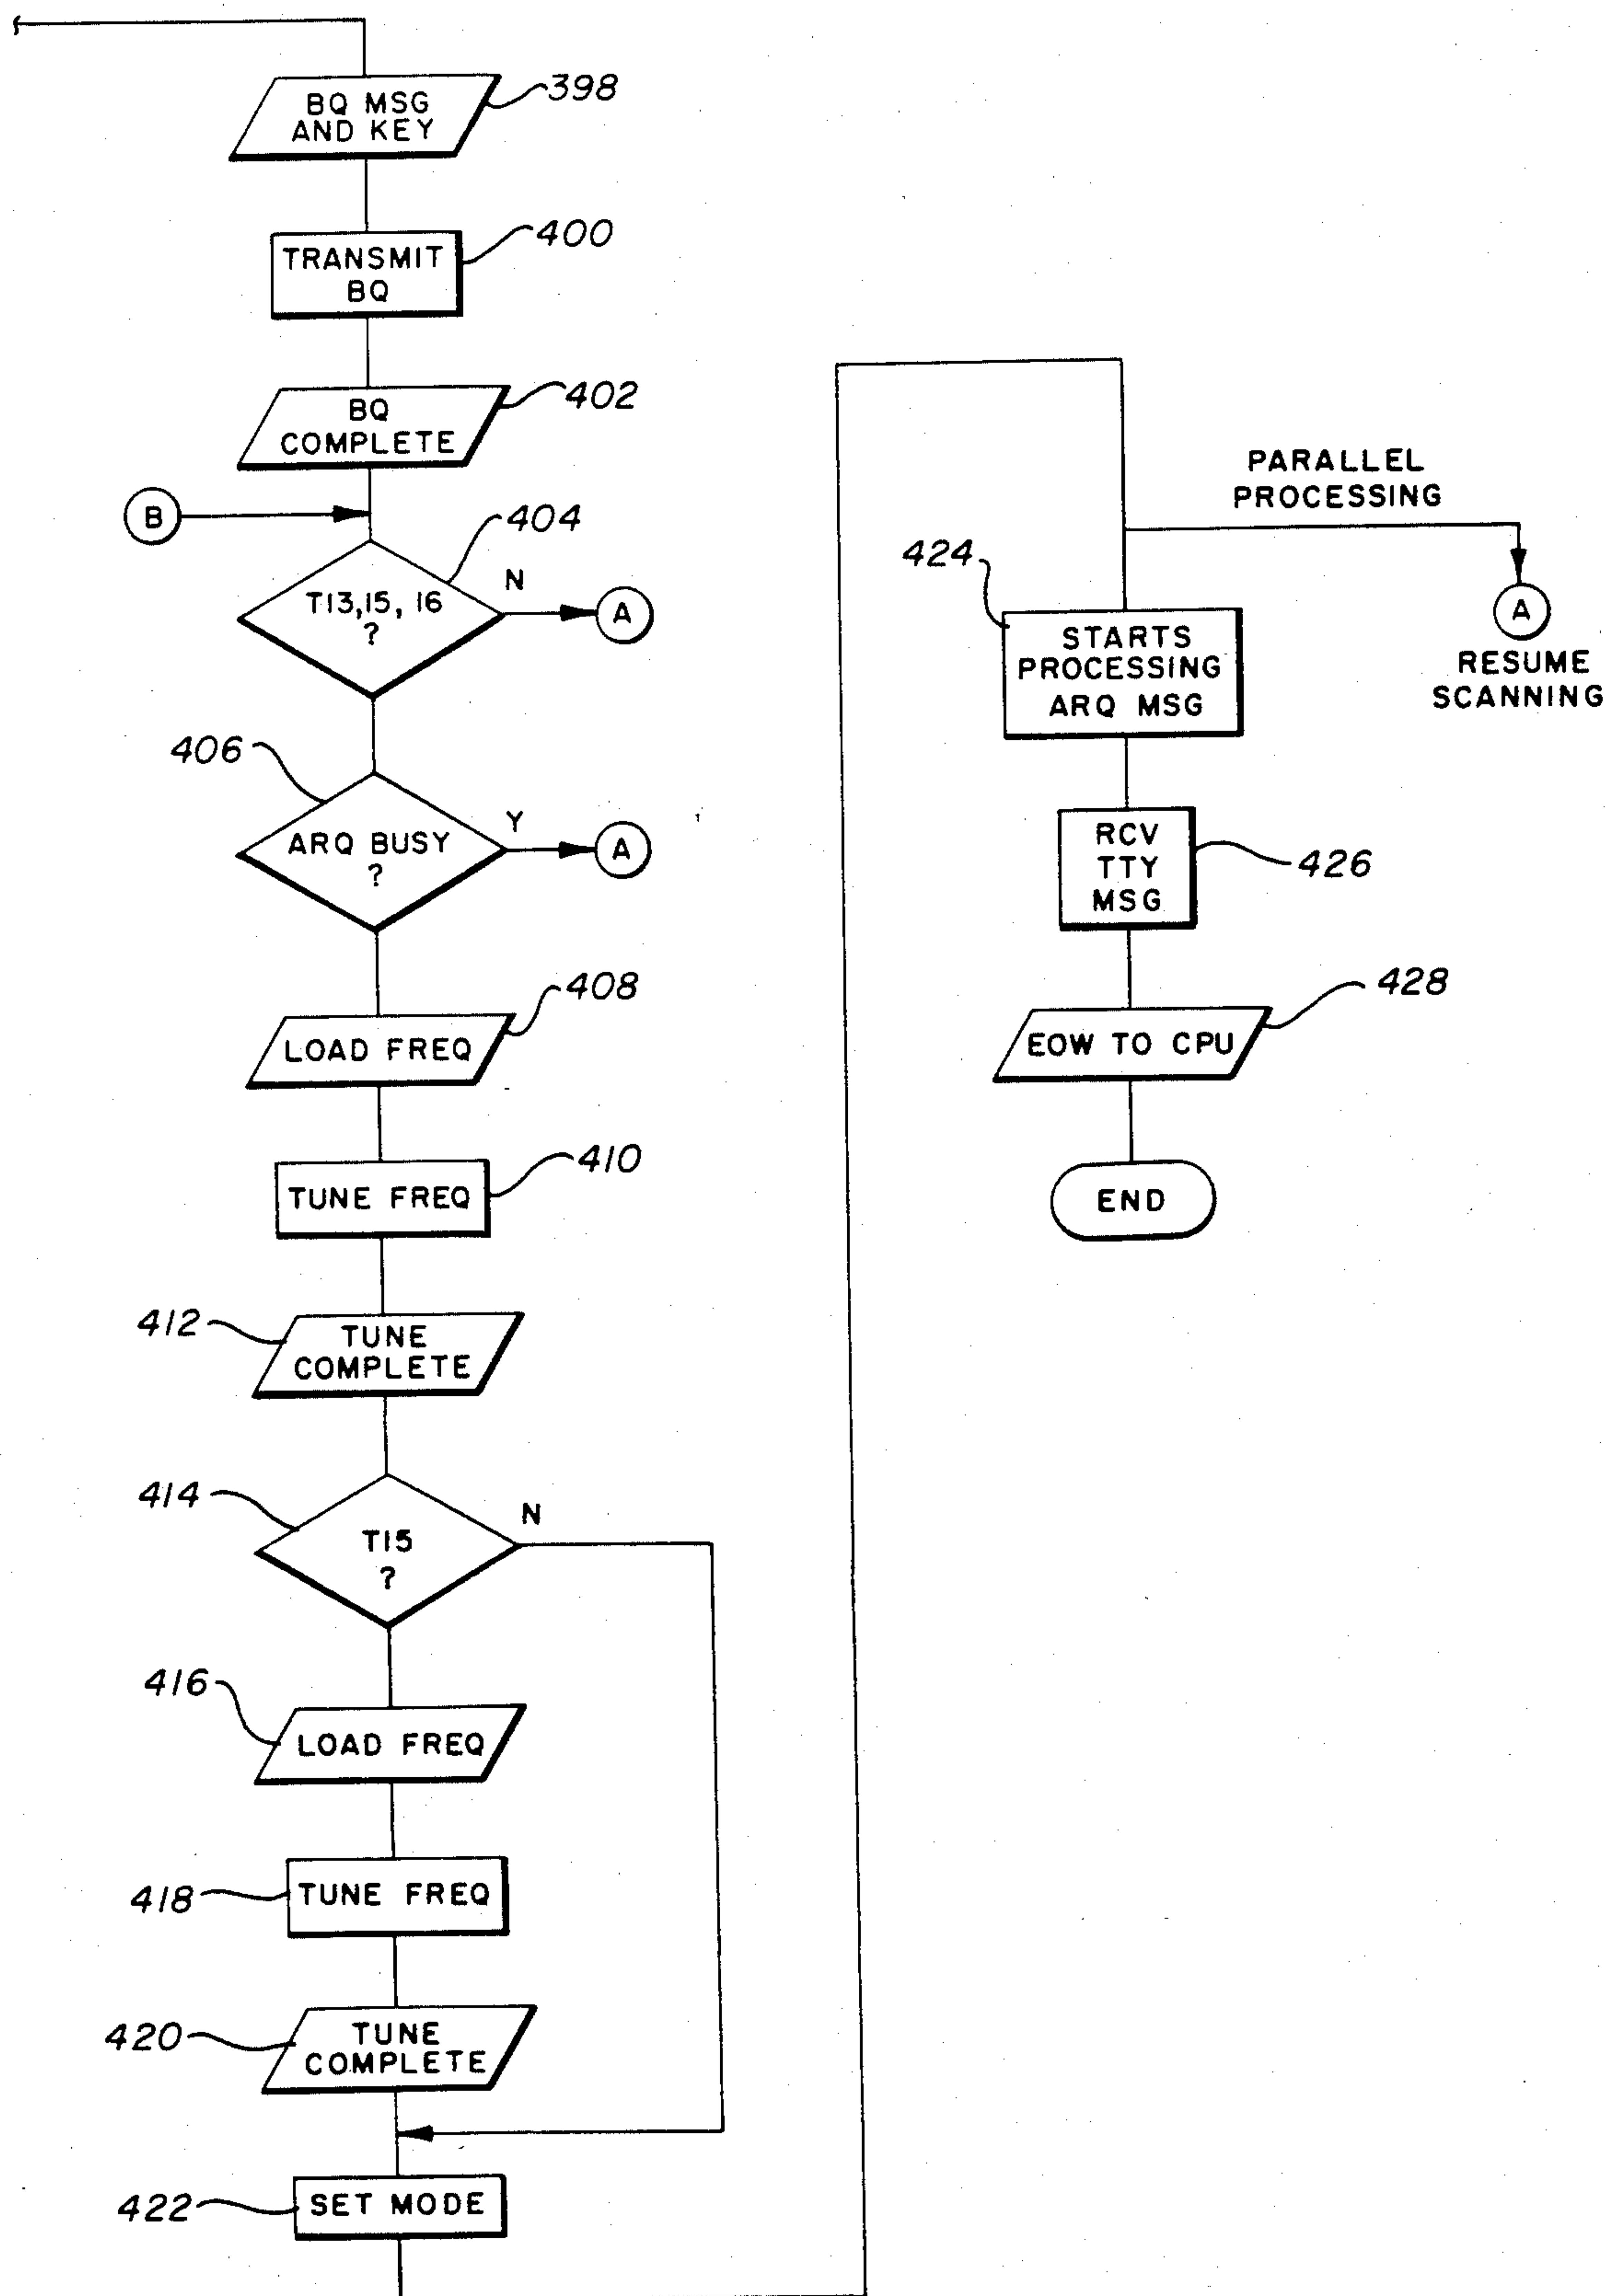 BQ MSG
AND KEY
398
TRANSMIT
BQ
400
BQ
COMPLETE
402
B
404
T13,15, 16
?
N
A
406
ARQ BUSY
?
Y
A
408
LOAD FREQ
410
TUNE FREQ
412
TUNE
COMPLETE
414
T15
?
N
416
LOAD FREQ
418
TUNE FREQ
420
TUNE
COMPLETE
422
SET MODE
PARALLEL
PROCESSING
A
RESUME
SCANNING
424
STARTS
PROCESSING
ARQ MSG
RCV
TTY
MSG
426
428
EOW TO CPU
END